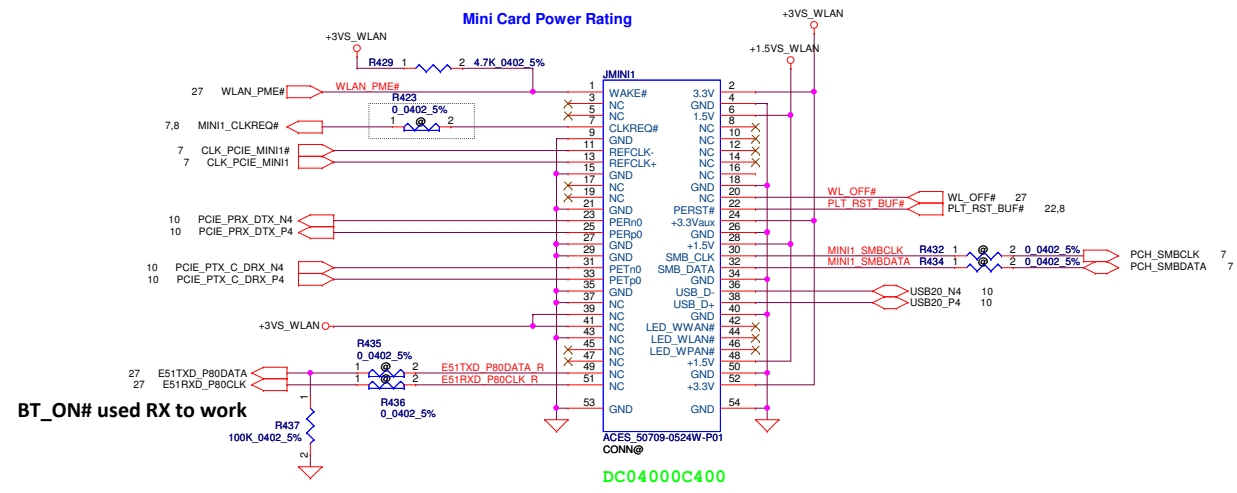 Mini Card Power Rating
+3VS_WLAN
+3VS_WLAN
+1.5VS_WLAN
R429 1 2 4.7K_0402_5%
JMINI1
27 WLAN_PME# WLAN_PME# 1 WAKE# 3.3V 2
R423 3 NC GND 4
0_0402_5% 5 NC 1.5V 6
7,8 MINI1_CLKREQ# 1 @ 2 7 CLKREQ# NC 8
9 GND NC 10
7 CLK_PCIE_MINI1# 11 REFCLK- NC 12
7 CLK_PCIE_MINI1 13 REFCLK+ NC 14
15 GND NC 16
17 NC GND 18
19 NC NC 20 WL_OFF# WL_OFF# 27
21 GND PERST# 22 PLT_RST_BUF# PLT_RST_BUF# 22,8
10 PCIE_PRX_DTX_N4 23 PERn0 +3.3Vaux 24
10 PCIE_PRX_DTX_P4 25 PERp0 GND 26
27 GND +1.5V 28
29 GND SMB_CLK 30 MINI1_SMBCLK R432 1 @ 2 0_0402_5% PCH_SMBCLK 7
10 PCIE_PTX_C_DRX_N4 31 PETn0 SMB_DATA 32 MINI1_SMBDATA R434 1 @ 2 0_0402_5% PCH_SMBDATA 7
10 PCIE_PTX_C_DRX_P4 33 PETp0 GND 34
35 GND USB_D- 36 USB20_N4 10
37 NC USB_D+ 38 USB20_P4 10
39 NC GND 40
+3VS_WLAN 41 NC LED_WWAN# 42
43 NC LED_WLAN# 44
R435 45 NC LED_WPAN# 46
0_0402_5% 47 NC +1.5V 48
27 E51TXD_P80DATA 1 @ 2 E51TXD_P80DATA_R 49 NC GND 50
27 E51RXD_P80CLK 1 @ 2 E51RXD_P80CLK_R 51 NC +3.3V 52
R436
0_0402_5%
53 GND GND 54
BT_ON# used RX to work
1
R437
100K_0402_5%
2
ACES_50709-0524W-P01
CONN@
DC04000C400